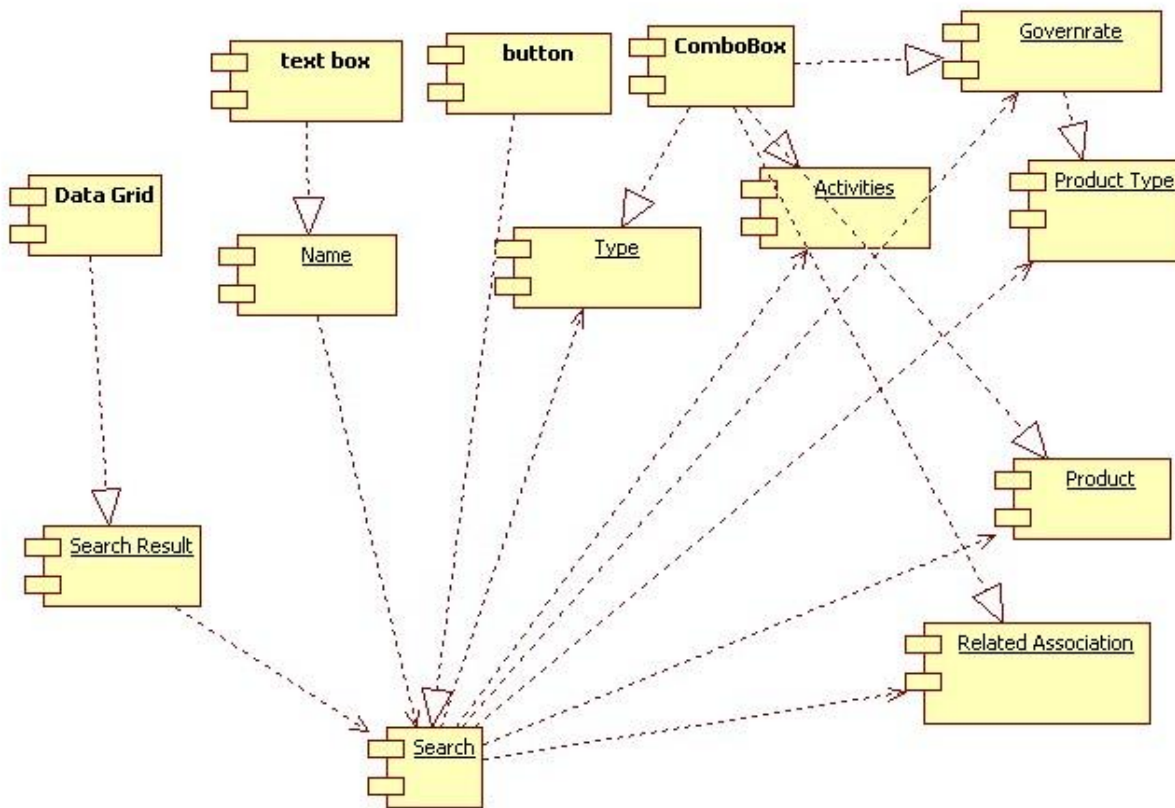 Governrate
text box
button
ComboBox
Data Grid
Activities
Product Type
Name
Type
Product
Search Result
Related Association
Search